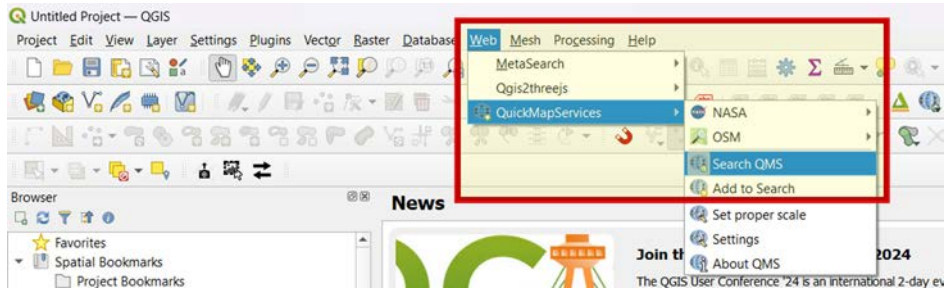 Untitled Project — QGIS
Project Edit View Layer Settings Plugins Vector Raster Database Web Mesh Processing Help
MetaSearch
Qgis2threejs
QuickMapServices
NASA
OSM
Search QMS
Add to Search
Set proper scale
Settings
About QMS
Browser
Favorites
Spatial Bookmarks
Project Bookmarks
News
Join th
2024
The QGIS User Conference '24 is an international 2-day ev